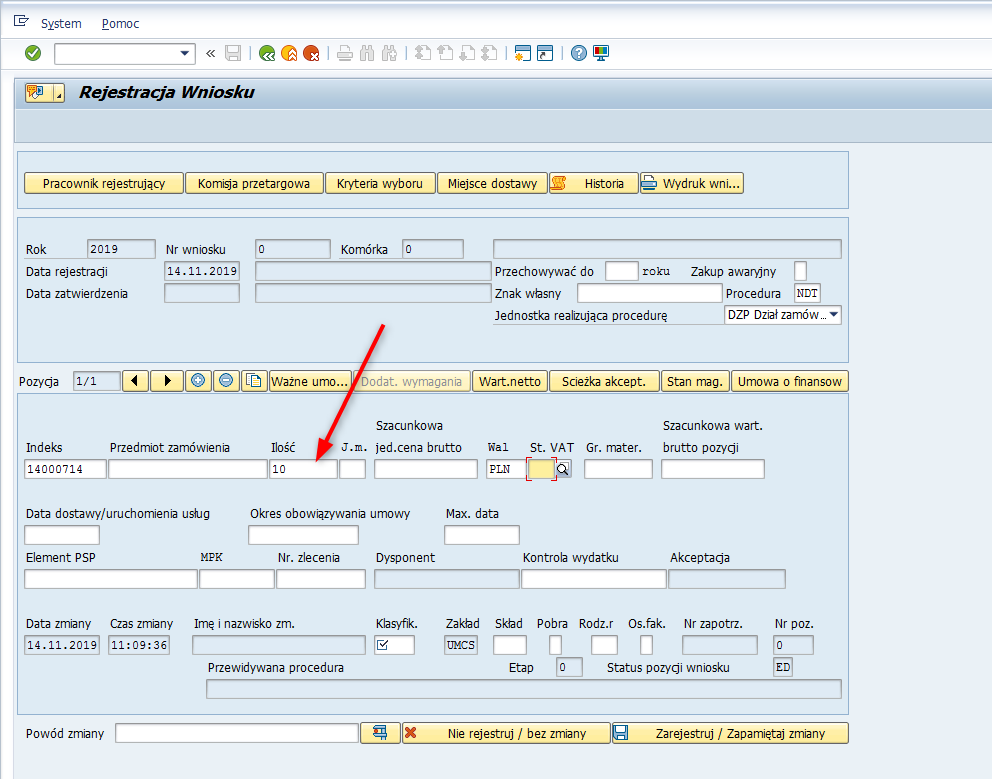 System Pomoc
Rejestracja Wniosku
Pracownik rejestrujący Komisja przetargowa Kryteria wyboru Miejsce dostawy Historia Wydruk wni...
Rok 2019 Nr wniosku 0 Komórka 0
Data rejestracji 14.11.2019 Przechowywać do roku Zakup awaryjny
Data zatwierdzenia Znak własny Procedura NDT
Jednostka realizująca procedurę DZP Dział zamów...
Pozycja 1/1 Ważne umo... Dodat. wymagania Wart.netto Scieżka akcept. Stan mag. Umowa o finansow
Szacunkowa Szacunkowa wart.
Indeks Przedmiot zamówienia Ilość J.m. jed.cena brutto Wal St. VAT Gr. mater. brutto pozycji
14000714 10 PLN
Data dostawy/uruchomienia usług Okres obowiązywania umowy Max. data
Element PSP MPK Nr. zlecenia Dysponent Kontrola wydatku Akceptacja
Data zmiany Czas zmiany Imę i nazwisko zm. Klasyfik. Zakład Skład Pobra Rodz.r Os.fak. Nr zapotrz. Nr poz.
14.11.2019 11:09:36 UMCS 0
Przewidywana procedura Etap 0 Status pozycji wniosku ED
Powód zmiany Nie rejestruj / bez zmiany Zarejestruj / Zapamiętaj zmiany